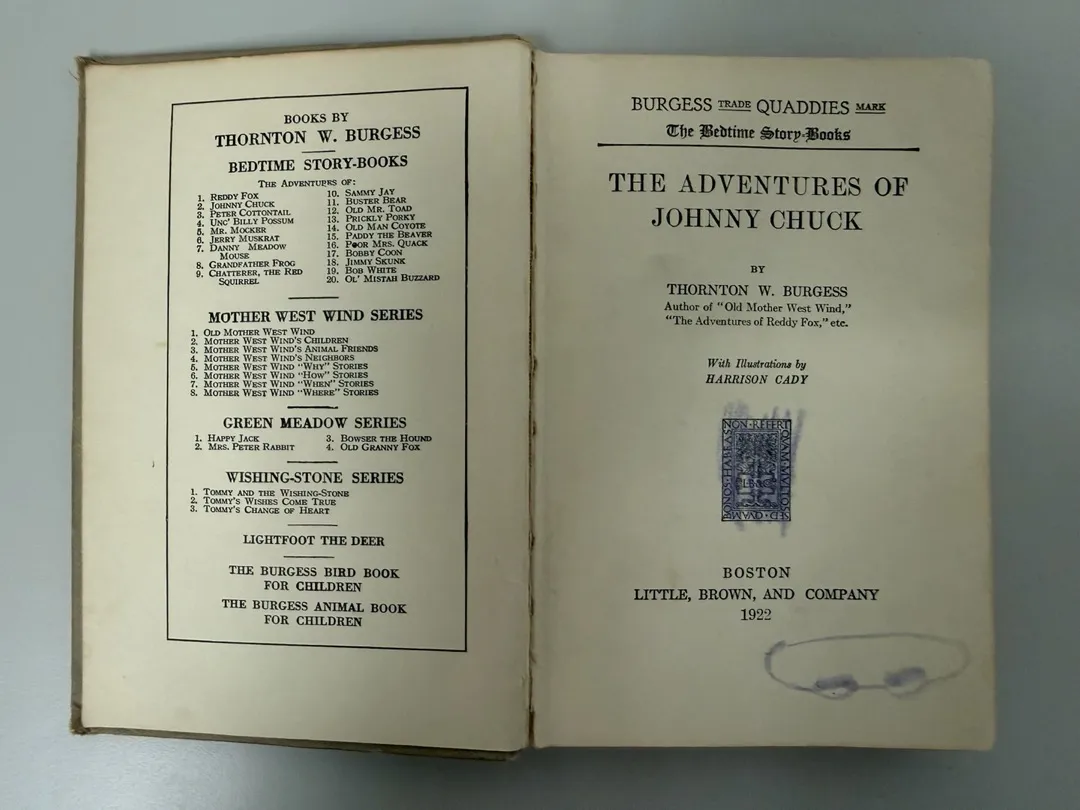 BOOKS BY
THORNTON W. BURGESS
BEDTIME STORY-BOOKS
THE ADVENTURES OF:
1. REDDY FOX
2. JOHNNY CHUCK
3. PETER COTTONTAIL
4. UNC' BILLY POSSUM
5. MR. MOCKER
6. JERRY MUSKRAT
7. DANNY MEADOW
MOUSE
8. GRANDFATHER FROG
9. CHATTERER, THE RED
SQUIRREL
10. SAMMY JAY
11. BUSTER BEAR
12. OLD MR. TOAD
13. PRICKLY PORKY
14. OLD MAN COYOTE
15. PADDY THE BEAVER
16. POOR MRS. QUACK
17. BOBBY COON
18. JIMMY SKUNK
19. BOB WHITE
20. OL' MISTAH BUZZARD
MOTHER WEST WIND SERIES
1. OLD MOTHER WEST WIND
2. MOTHER WEST WIND'S CHILDREN
3. MOTHER WEST WIND'S ANIMAL FRIENDS
4. MOTHER WEST WIND'S NEIGHBORS
5. MOTHER WEST WIND "WHY" STORIES
6. MOTHER WEST WIND "HOW" STORIES
7. MOTHER WEST WIND "WHEN" STORIES
8. MOTHER WEST WIND "WHERE" STORIES
GREEN MEADOW SERIES
1. HAPPY JACK
2. MRS. PETER RABBIT
3. BOWSER THE HOUND
4. OLD GRANNY FOX
WISHING-STONE SERIES
1. TOMMY AND THE WISHING-STONE
2. TOMMY'S WISHES COME TRUE
3. TOMMY'S CHANGE OF HEART
LIGHTFOOT THE DEER
THE BURGESS BIRD BOOK
FOR CHILDREN
THE BURGESS ANIMAL BOOK
FOR CHILDREN
BURGESS TRADE QUADDIES MARK
The Bedtime Story-Books
THE ADVENTURES OF
JOHNNY CHUCK
BY
THORNTON W. BURGESS
Author of "Old Mother West Wind,"
"The Adventures of Reddy Fox," etc.
With Illustrations by
HARRISON CADY
NON·REFERT
QVAM·MVLTOS
SED·QVAM
BONOS·HABEAS
L·B&C
BOSTON
LITTLE, BROWN, AND COMPANY
1922